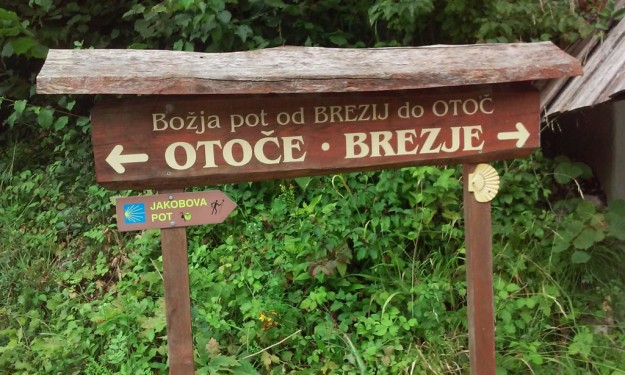 Božja pot od BREZIJ do OTOČ
← OTOČE · BREZJE →
JAKOBOVA
POT